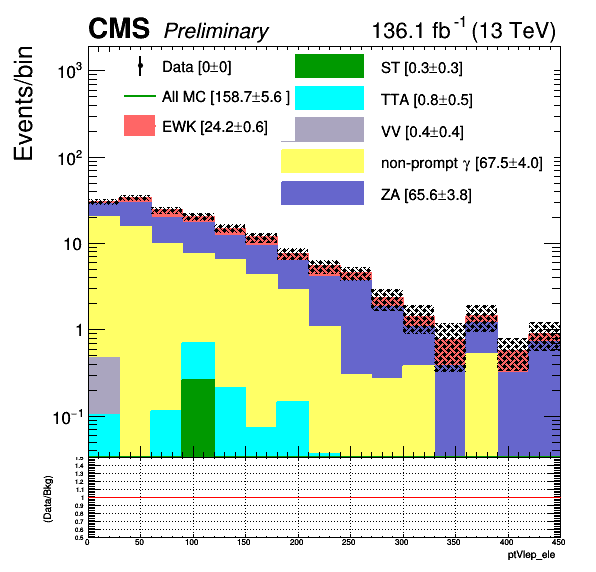 CMS Preliminary 136.1 fb⁻¹ (13 TeV)
Events/bin
10³
10²
10
1
10⁻¹
Data [0±0]
All MC [158.7±5.6 ]
EWK [24.2±0.6]
ST [0.3±0.3]
TTA [0.8±0.5]
VV [0.4±0.4]
non-prompt γ [67.5±4.0]
ZA [65.6±3.8]
(Data/Bkg)
1.5
1.4
1.3
1.2
1.1
1
0.9
0.8
0.7
0.6
0.5
0 50 100 150 200 250 300 350 400 450
ptVlep_ele